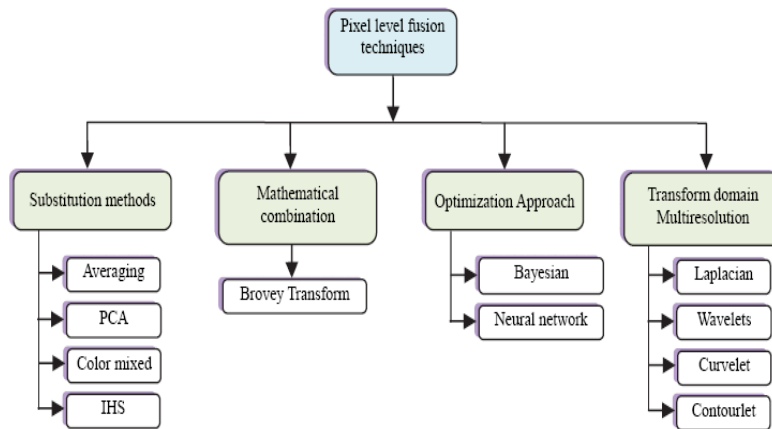 Pixel level fusion
techniques
Substitution methods
Averaging
PCA
Color mixed
IHS
Mathematical
combination
Brovey Transform
Optimization Approach
Bayesian
Neural network
Transform domain
Multiresolution
Laplacian
Wavelets
Curvelet
Contourlet